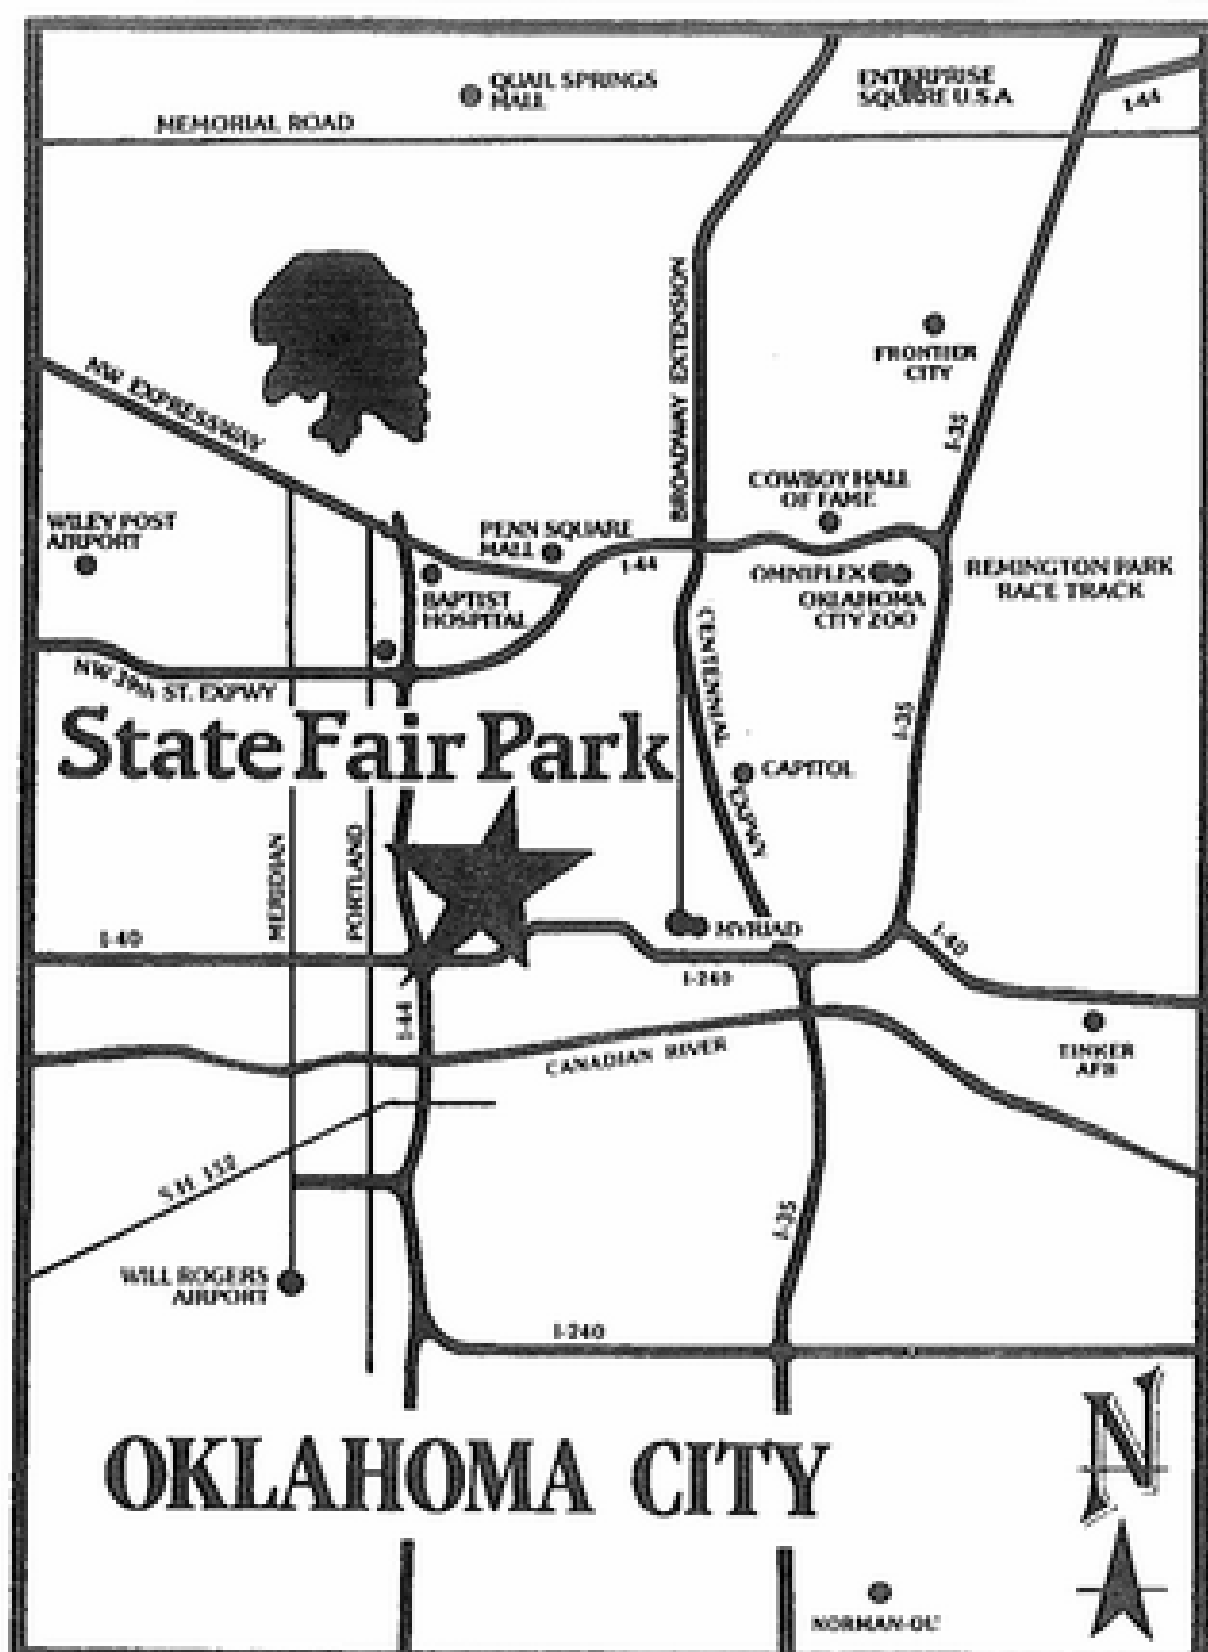 QUAIL SPRINGS
MALL
ENTERPRISE
SQUARE U.S.A
I-44
MEMORIAL ROAD
BROADWAY EXTENSION
FRONTIER
CITY
NW EXPRESSWAY
I-35
COWBOY HALL
OF FAME
WILEY POST
AIRPORT
PENN SQUARE
MALL
I-44
OMNIPLEX
REMINGTON PARK
RACE TRACK
BAPTIST
HOSPITAL
OKLAHOMA
CITY ZOO
NW 39th ST. EXPWY
CENTENNIAL
EXPWY
I-35
State Fair Park
CAPITOL
MERIDIAN
PORTLAND
I-40
MYRIAD
I-40
I-240
I-44
CANADIAN RIVER
TINKER
AFB
SH 152
I-35
WILL ROGERS
AIRPORT
I-240
N
OKLAHOMA CITY
NORMAN-OU